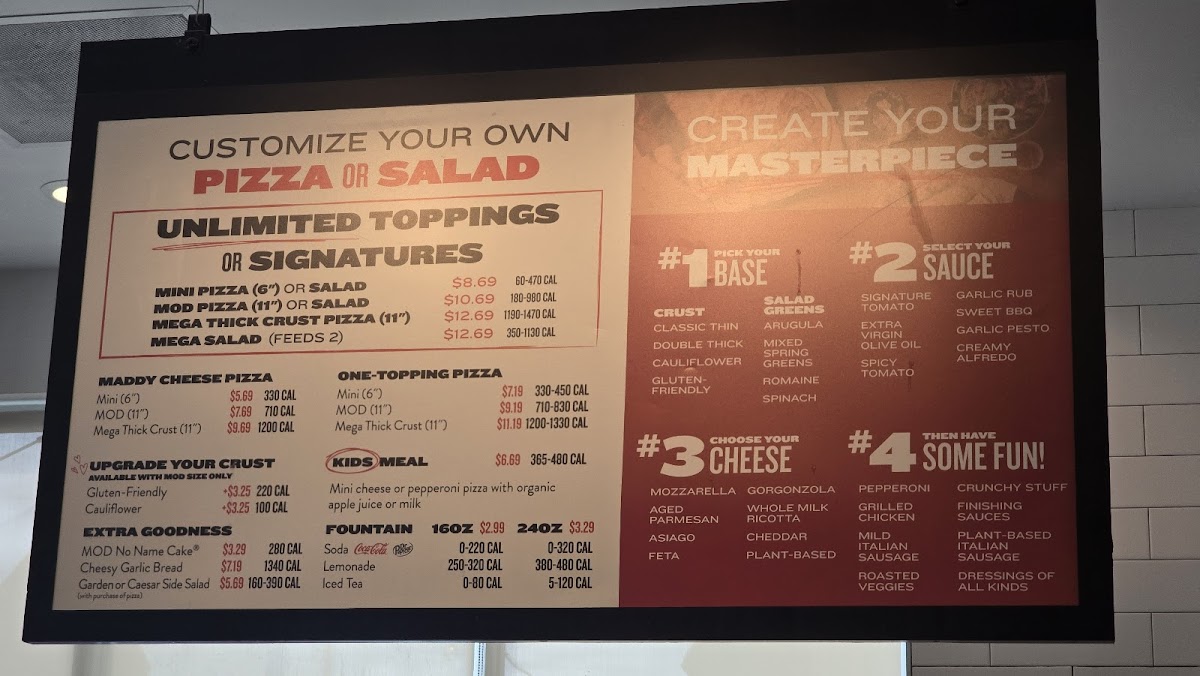 CUSTOMIZE YOUR OWN
PIZZA OR SALAD
UNLIMITED TOPPINGS
OR SIGNATURES
MINI PIZZA (6") OR SALAD $8.69 60-470 CAL
MOD PIZZA (11") OR SALAD $10.69 180-980 CAL
MEGA THICK CRUST PIZZA (11") $12.69 1190-1470 CAL
MEGA SALAD (FEEDS 2) $12.69 350-1130 CAL
MADDY CHEESE PIZZA
Mini (6") $5.69 330 CAL
MOD (11") $7.69 710 CAL
Mega Thick Crust (11") $9.69 1200 CAL
ONE-TOPPING PIZZA
Mini (6") $7.19 330-450 CAL
MOD (11") $9.19 710-830 CAL
Mega Thick Crust (11") $11.19 1200-1330 CAL
UPGRADE YOUR CRUST
AVAILABLE WITH MOD SIZE ONLY
Gluten-Friendly +$3.25 220 CAL
Cauliflower +$3.25 100 CAL
KIDS MEAL $6.69 365-480 CAL
Mini cheese or pepperoni pizza with organic
apple juice or milk
EXTRA GOODNESS
MOD No Name Cake® $3.29 280 CAL
Cheesy Garlic Bread $7.19 1340 CAL
Garden or Caesar Side Salad $5.69 160-390 CAL
(with purchase of pizza)
FOUNTAIN 16OZ $2.99 24OZ $3.29
Soda Coca-Cola Dr Pepper 0-220 CAL 0-320 CAL
Lemonade 250-320 CAL 380-480 CAL
Iced Tea 0-80 CAL 5-120 CAL
CREATE YOUR
MASTERPIECE
#1 PICK YOUR
BASE
CRUST
CLASSIC THIN
DOUBLE THICK
CAULIFLOWER
GLUTEN-
FRIENDLY
SALAD
GREENS
ARUGULA
MIXED
SPRING
GREENS
ROMAINE
SPINACH
#2 SELECT YOUR
SAUCE
SIGNATURE
TOMATO
EXTRA
VIRGIN
OLIVE OIL
SPICY
TOMATO
GARLIC RUB
SWEET BBQ
GARLIC PESTO
CREAMY
ALFREDO
#3 CHOOSE YOUR
CHEESE
MOZZARELLA
AGED
PARMESAN
ASIAGO
FETA
GORGONZOLA
WHOLE MILK
RICOTTA
CHEDDAR
PLANT-BASED
#4 THEN HAVE
SOME FUN!
PEPPERONI
GRILLED
CHICKEN
MILD
ITALIAN
SAUSAGE
ROASTED
VEGGIES
CRUNCHY STUFF
FINISHING
SAUCES
PLANT-BASED
ITALIAN
SAUSAGE
DRESSINGS OF
ALL KINDS